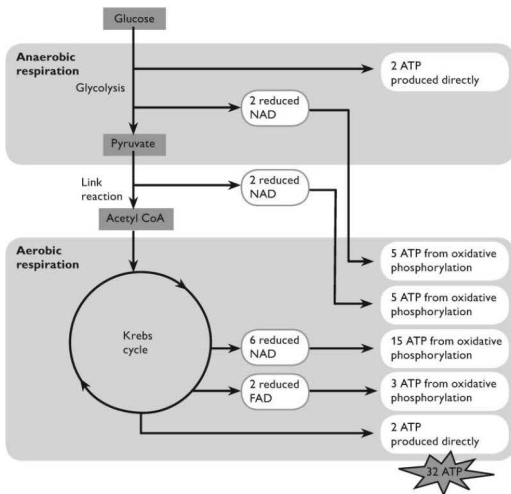 Glucose
Anaerobic
respiration
Glycolysis
2 ATP
produced directly
2 reduced
NAD
Pyruvate
Link
reaction
2 reduced
NAD
Acetyl CoA
Aerobic
respiration
5 ATP from oxidative
phosphorylation
5 ATP from oxidative
phosphorylation
Krebs
cycle
6 reduced
NAD
15 ATP from oxidative
phosphorylation
2 reduced
FAD
3 ATP from oxidative
phosphorylation
2 ATP
produced directly
32 ATP